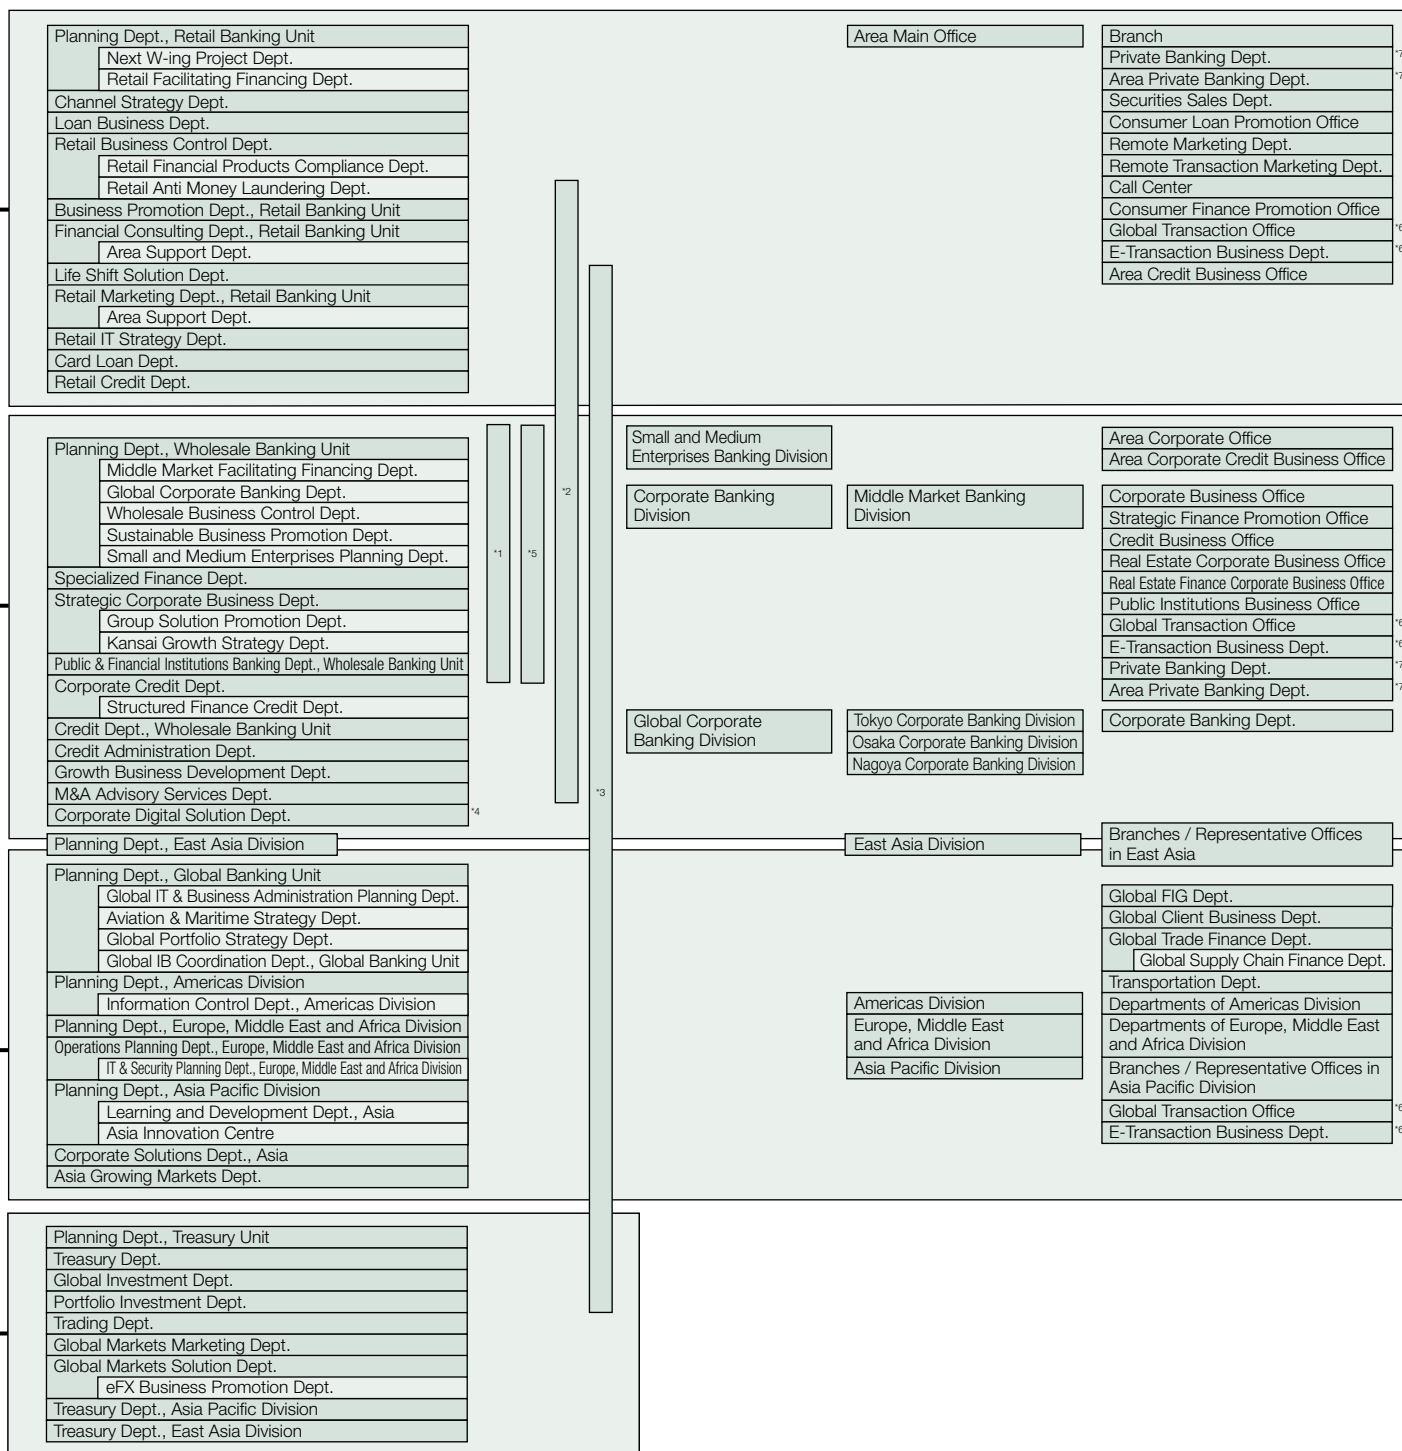 Planning Dept., Retail Banking Unit
Next W-ing Project Dept.
Retail Facilitating Financing Dept.
Channel Strategy Dept.
Loan Business Dept.
Retail Business Control Dept.
Retail Financial Products Compliance Dept.
Retail Anti Money Laundering Dept.
Business Promotion Dept., Retail Banking Unit
Financial Consulting Dept., Retail Banking Unit
Area Support Dept.
Life Shift Solution Dept.
Retail Marketing Dept., Retail Banking Unit
Area Support Dept.
Retail IT Strategy Dept.
Card Loan Dept.
Retail Credit Dept.
Area Main Office
Branch
Private Banking Dept. *7
Area Private Banking Dept. *7
Securities Sales Dept.
Consumer Loan Promotion Office
Remote Marketing Dept.
Remote Transaction Marketing Dept.
Call Center
Consumer Finance Promotion Office
Global Transaction Office *6
E-Transaction Business Dept. *6
Area Credit Business Office
Planning Dept., Wholesale Banking Unit
Middle Market Facilitating Financing Dept.
Global Corporate Banking Dept.
Wholesale Business Control Dept.
Sustainable Business Promotion Dept.
Small and Medium Enterprises Planning Dept.
Specialized Finance Dept.
Strategic Corporate Business Dept.
Group Solution Promotion Dept.
Kansai Growth Strategy Dept.
Public & Financial Institutions Banking Dept., Wholesale Banking Unit
Corporate Credit Dept.
Structured Finance Credit Dept.
Credit Dept., Wholesale Banking Unit
Credit Administration Dept.
Growth Business Development Dept.
M&A Advisory Services Dept.
Corporate Digital Solution Dept. *4
*1
*5
*2
*3
Small and Medium
Enterprises Banking Division
Corporate Banking
Division
Middle Market Banking
Division
Global Corporate
Banking Division
Tokyo Corporate Banking Division
Osaka Corporate Banking Division
Nagoya Corporate Banking Division
Area Corporate Office
Area Corporate Credit Business Office
Corporate Business Office
Strategic Finance Promotion Office
Credit Business Office
Real Estate Corporate Business Office
Real Estate Finance Corporate Business Office
Public Institutions Business Office
Global Transaction Office *6
E-Transaction Business Dept. *6
Private Banking Dept. *7
Area Private Banking Dept. *7
Corporate Banking Dept.
Planning Dept., East Asia Division
East Asia Division
Branches / Representative Offices
in East Asia
Planning Dept., Global Banking Unit
Global IT & Business Administration Planning Dept.
Aviation & Maritime Strategy Dept.
Global Portfolio Strategy Dept.
Global IB Coordination Dept., Global Banking Unit
Planning Dept., Americas Division
Information Control Dept., Americas Division
Planning Dept., Europe, Middle East and Africa Division
Operations Planning Dept., Europe, Middle East and Africa Division
IT & Security Planning Dept., Europe, Middle East and Africa Division
Planning Dept., Asia Pacific Division
Learning and Development Dept., Asia
Asia Innovation Centre
Corporate Solutions Dept., Asia
Asia Growing Markets Dept.
Americas Division
Europe, Middle East
and Africa Division
Asia Pacific Division
Global FIG Dept.
Global Client Business Dept.
Global Trade Finance Dept.
Global Supply Chain Finance Dept.
Transportation Dept.
Departments of Americas Division
Departments of Europe, Middle East
and Africa Division
Branches / Representative Offices in
Asia Pacific Division
Global Transaction Office *6
E-Transaction Business Dept. *6
Planning Dept., Treasury Unit
Treasury Dept.
Global Investment Dept.
Portfolio Investment Dept.
Trading Dept.
Global Markets Marketing Dept.
Global Markets Solution Dept.
eFX Business Promotion Dept.
Treasury Dept., Asia Pacific Division
Treasury Dept., East Asia Division